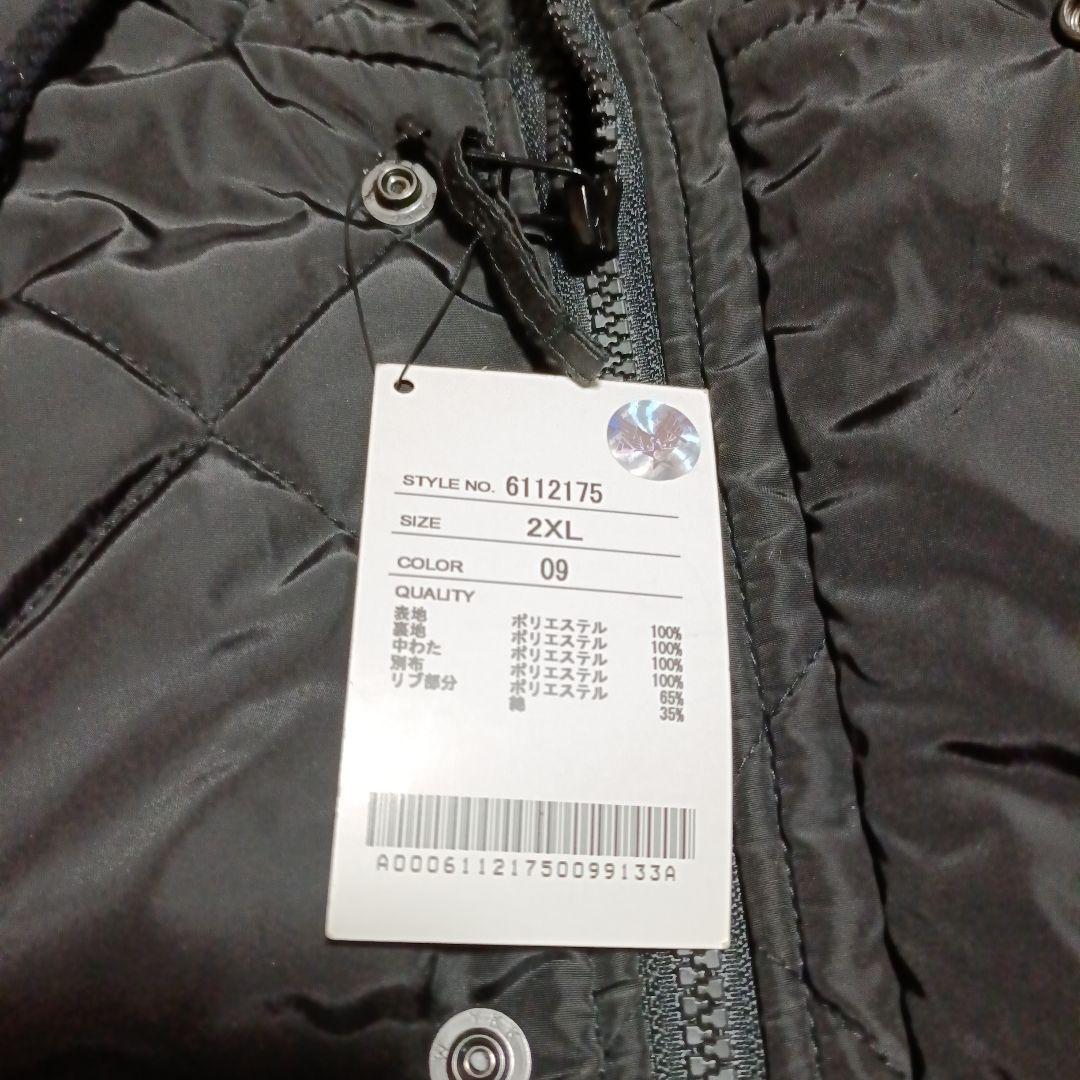 STYLE NO. 6112175
SIZE 2XL
COLOR 09
QUALITY
表地 ポリエステル 100%
裏地 ポリエステル 100%
中わた ポリエステル 100%
別布 ポリエステル 100%
リブ部分 ポリエステル 65%
綿 35%
A00061121750099133A